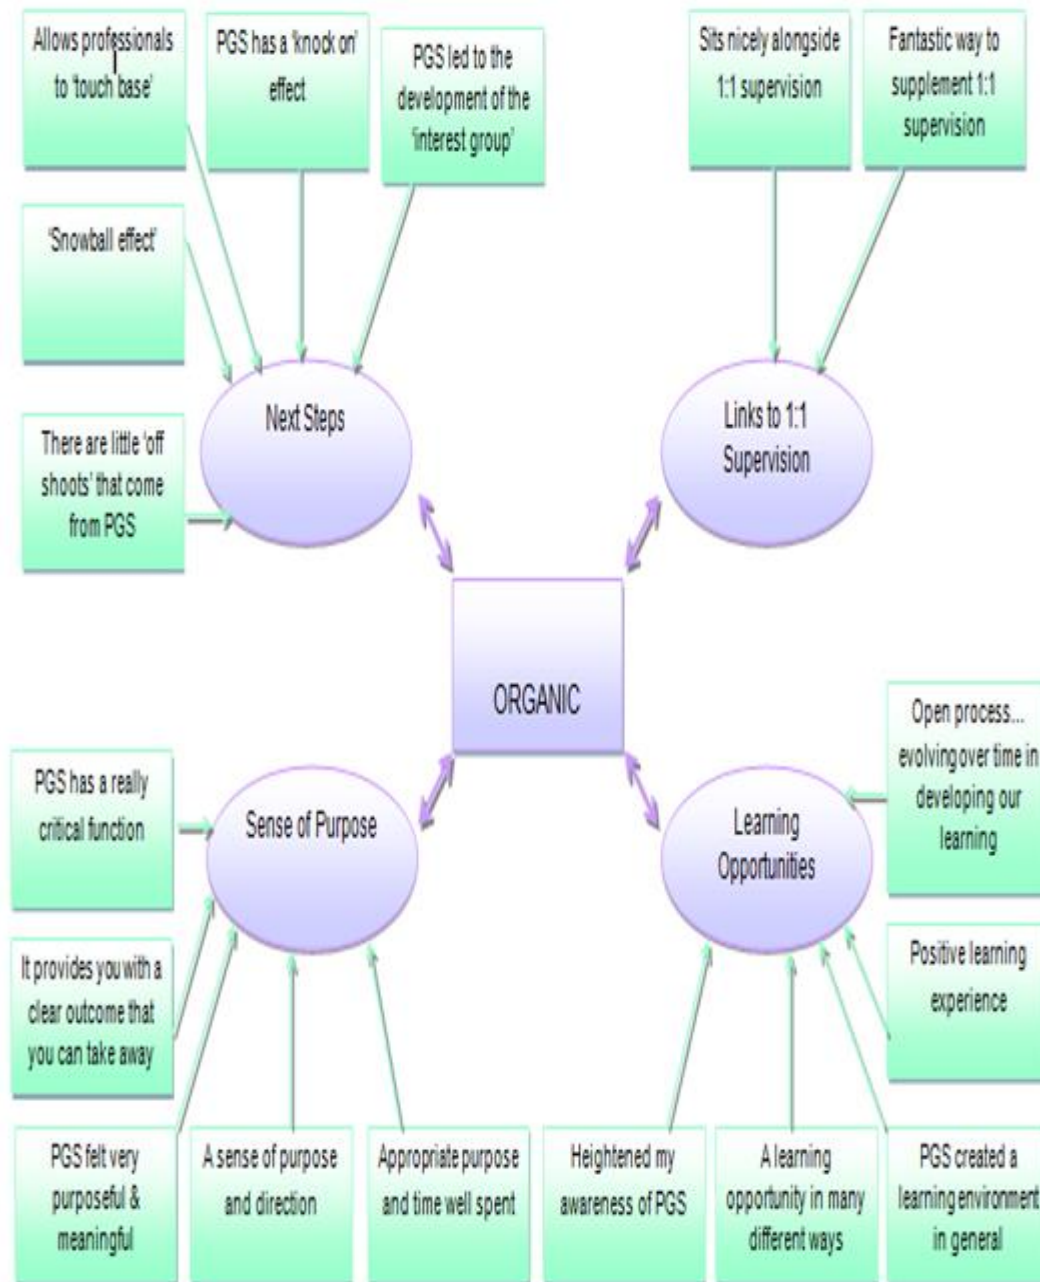 Allows professionals
to 'touch base'
PGS has a 'knock on'
effect
PGS led to the
development of the
'interest group'
Sits nicely alongside
1:1 supervision
Fantastic way to
supplement 1:1
supervision
'Snowball effect'
There are little 'off
shoots' that come
from PGS
Next Steps
Links to 1:1
Supervision
ORGANIC
PGS has a really
critical function
Sense of Purpose
Learning
Opportunities
Open process...
evolving over time in
developing our
learning
It provides you with a
clear outcome that
you can take away
Positive learning
experience
PGS felt very
purposeful &
meaningful
A sense of purpose
and direction
Appropriate purpose
and time well spent
Heightened my
awareness of PGS
A learning
opportunity in many
different ways
PGS created a
learning environment
in general